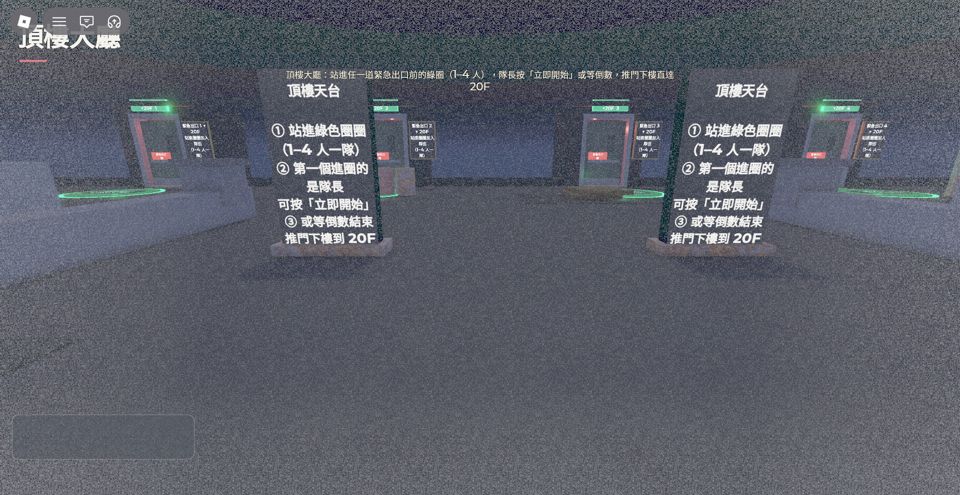 頂樓大廳
頂樓大廳：站進任一道緊急出口前的綠圈（1–4 人），隊長按「立即開始」或等倒數，推門下樓直達
20F
頂樓天台
① 站進綠色圈圈
（1–4 人一隊）
② 第一個進圈的
是隊長
可按「立即開始」
③ 或等倒數結束
推門下樓到 20F
頂樓天台
① 站進綠色圈圈
（1–4 人一隊）
② 第一個進圈的
是隊長
可按「立即開始」
③ 或等倒數結束
推門下樓到 20F